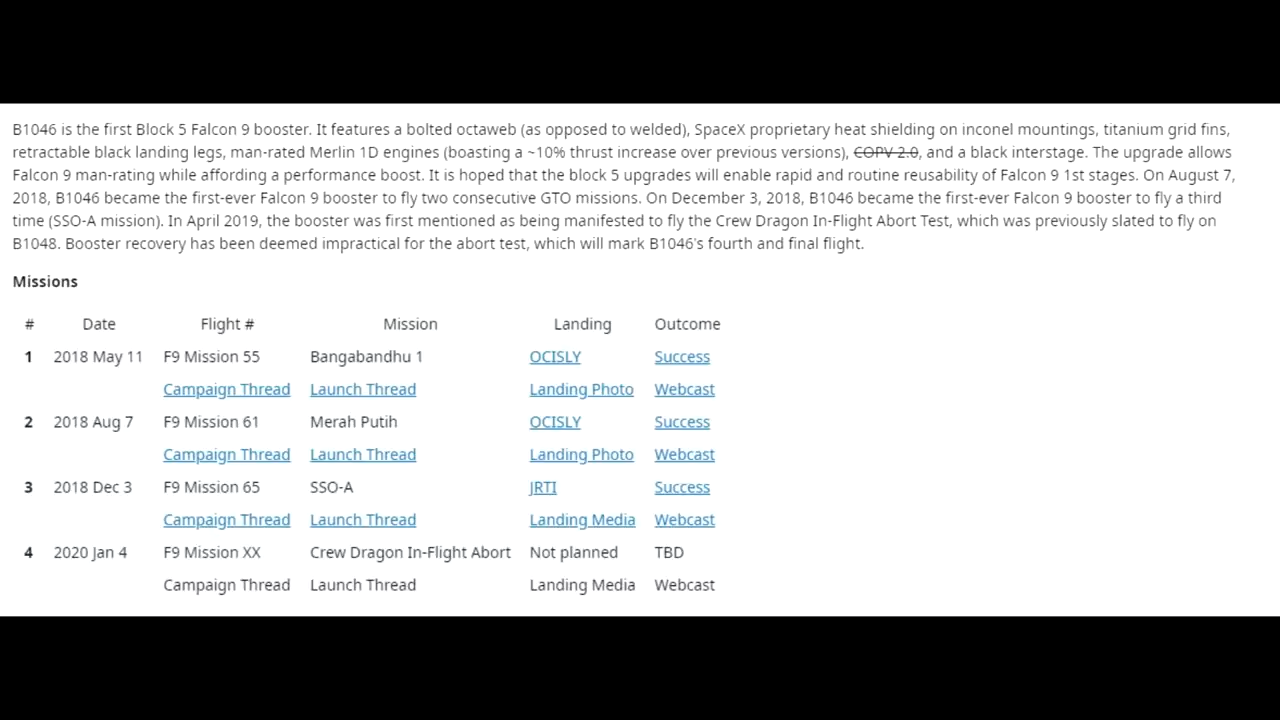 B1046 is the first Block 5 Falcon 9 booster. It features a bolted octaweb (as opposed to welded), SpaceX proprietary heat shielding on inconel mountings, titanium grid fins,
retractable black landing legs, man-rated Merlin 1D engines (boasting a ~10% thrust increase over previous versions), COPV 2.0, and a black interstage. The upgrade allows
Falcon 9 man-rating while affording a performance boost. It is hoped that the block 5 upgrades will enable rapid and routine reusability of Falcon 9 1st stages. On August 7,
2018, B1046 became the first-ever Falcon 9 booster to fly two consecutive GTO missions. On December 3, 2018, B1046 became the first-ever Falcon 9 booster to fly a third
time (SSO-A mission). In April 2019, the booster was first mentioned as being manifested to fly the Crew Dragon In-Flight Abort Test, which was previously slated to fly on
B1048. Booster recovery has been deemed impractical for the abort test, which will mark B1046's fourth and final flight.
Missions
# Date Flight # Mission Landing Outcome
1 2018 May 11 F9 Mission 55 Bangabandhu 1 OCISLY Success
Campaign Thread Launch Thread Landing Photo Webcast
2 2018 Aug 7 F9 Mission 61 Merah Putih OCISLY Success
Campaign Thread Launch Thread Landing Photo Webcast
3 2018 Dec 3 F9 Mission 65 SSO-A JRTI Success
Campaign Thread Launch Thread Landing Media Webcast
4 2020 Jan 4 F9 Mission XX Crew Dragon In-Flight Abort Not planned TBD
Campaign Thread Launch Thread Landing Media Webcast